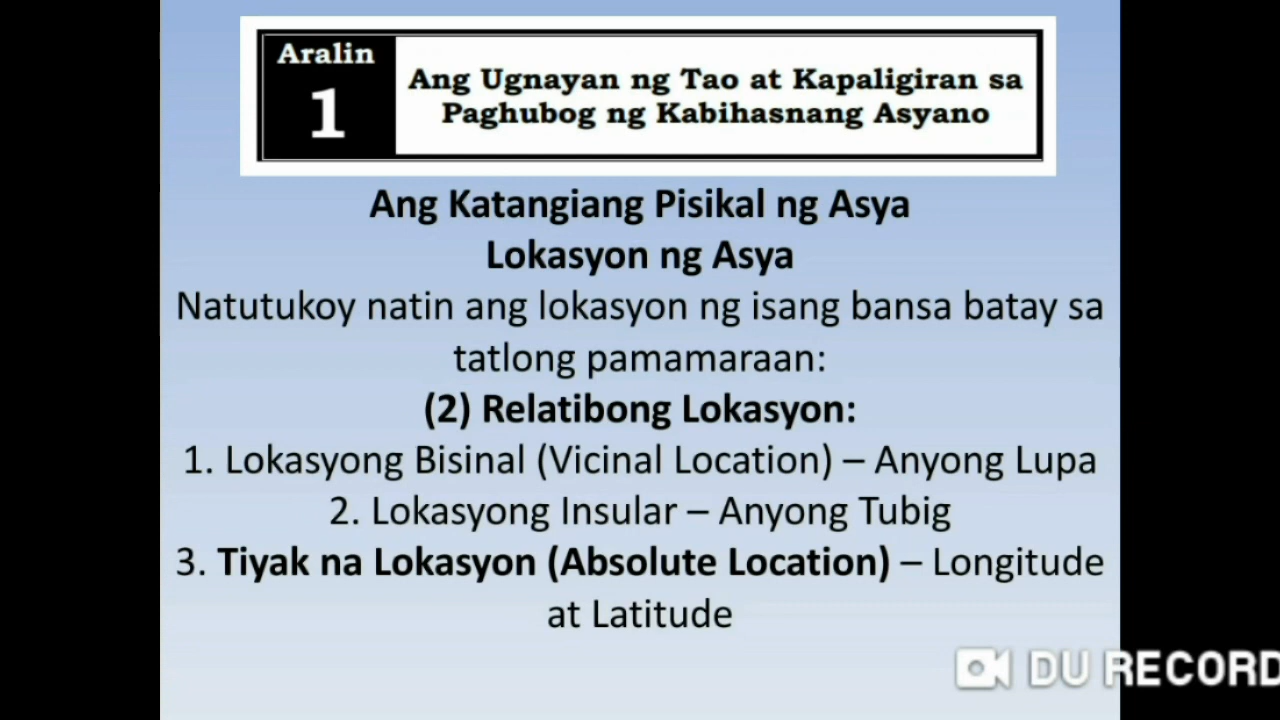 Aralin
1
Ang Ugnayan ng Tao at Kapaligiran sa
Paghubog ng Kabihasnang Asyano
Ang Katangiang Pisikal ng Asya
Lokasyon ng Asya
Natutukoy natin ang lokasyon ng isang bansa batay sa
tatlong pamamaraan:
(2) Relatibong Lokasyon:
1. Lokasyong Bisinal (Vicinal Location) – Anyong Lupa
2. Lokasyong Insular – Anyong Tubig
3. Tiyak na Lokasyon (Absolute Location) – Longitude
at Latitude
DU RECORD